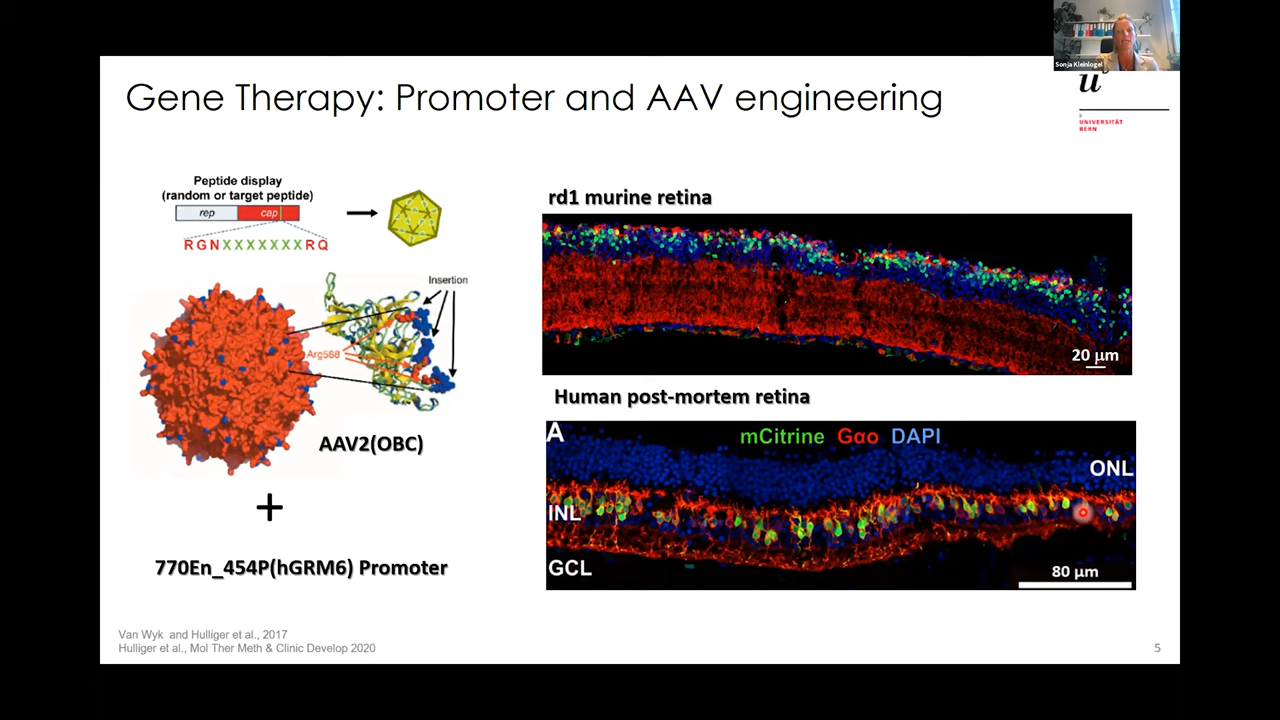 Sonja Kleinlogel
Gene Therapy: Promoter and AAV engineering
u
b
UNIVERSITÄT
BERN
Peptide display
(random or target peptide)
rep cap
RGNXXXXXXXRQ
Insertion
Arg588
AAV2(OBC)
+
770En_454P(hGRM6) Promoter
rd1 murine retina
20 µm
Human post-mortem retina
A
mCitrine Gαo DAPI
ONL
INL
GCL
80 µm
Van Wyk and Hulliger et al., 2017
Hulliger et al., Mol Ther Meth & Clinic Develop 2020
5